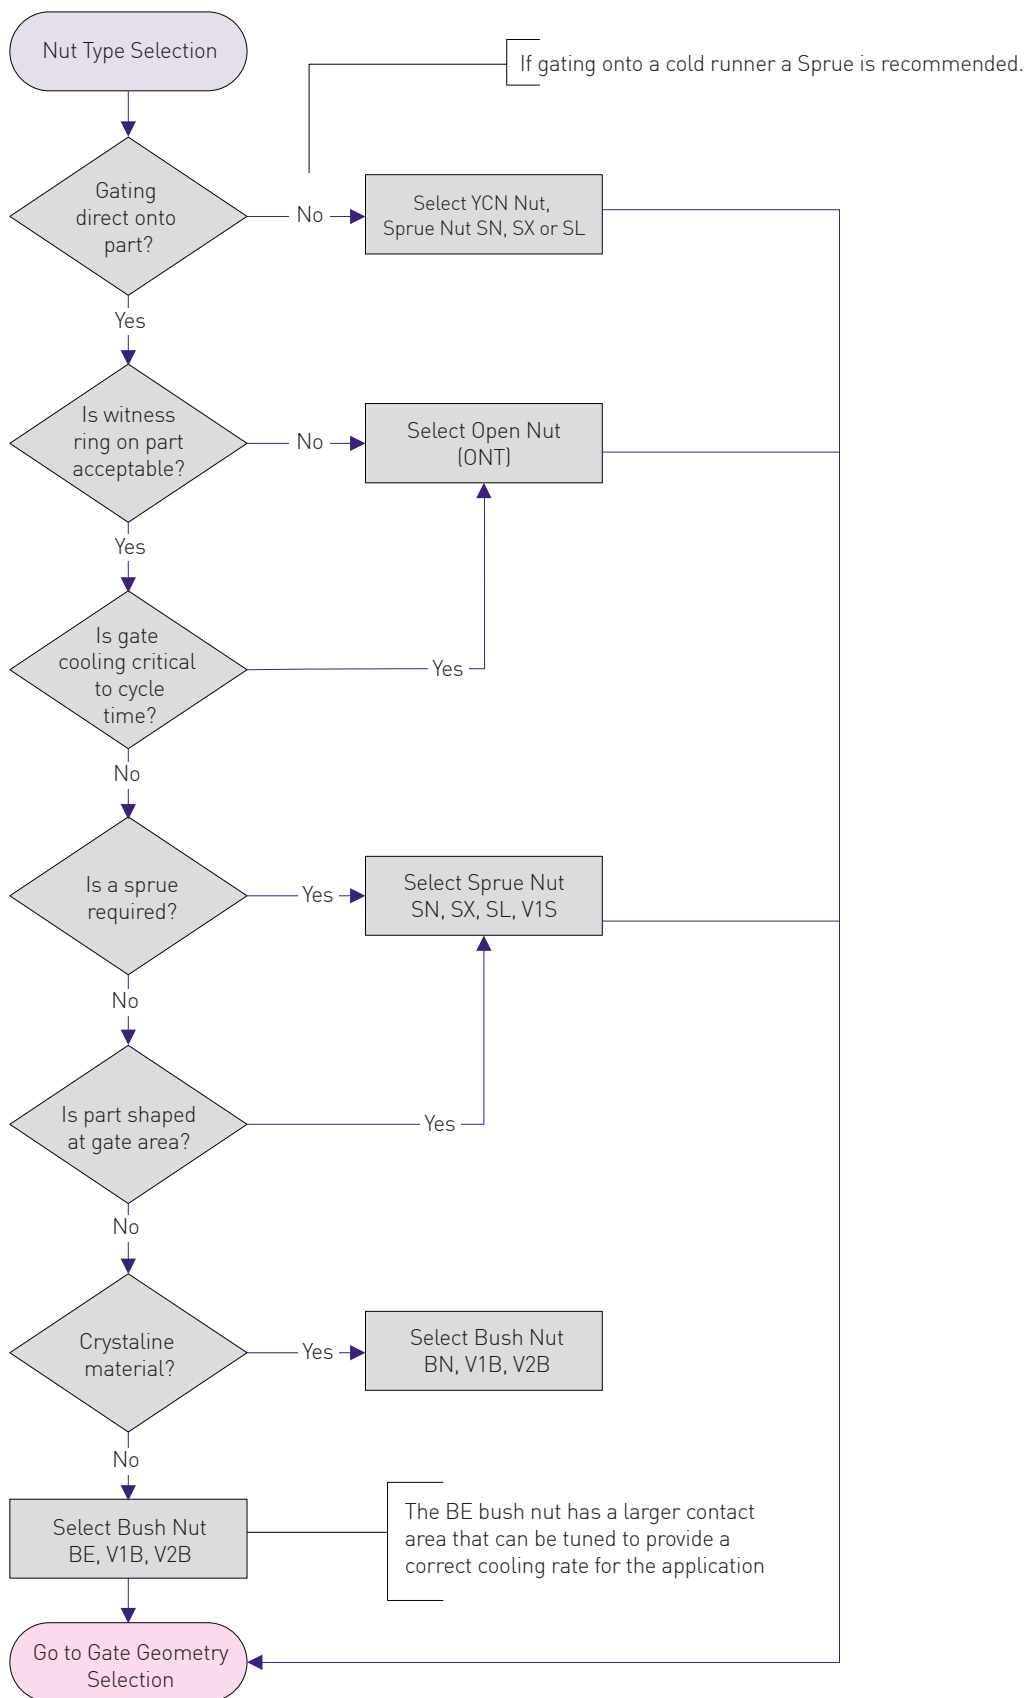 Nut Type Selection
If gating onto a cold runner a Sprue is recommended.
Gating
direct onto
part?
No
Select YCN Nut,
Sprue Nut SN, SX or SL
Yes
Is witness
ring on part
acceptable?
No
Select Open Nut
(ONT)
Yes
Is gate
cooling critical
to cycle
time?
Yes
No
Is a sprue
required?
Yes
Select Sprue Nut
SN, SX, SL, V1S
No
Is part shaped
at gate area?
Yes
No
Crystaline
material?
Yes
Select Bush Nut
BN, V1B, V2B
No
Select Bush Nut
BE, V1B, V2B
The BE bush nut has a larger contact
area that can be tuned to provide a
correct cooling rate for the application
Go to Gate Geometry
Selection